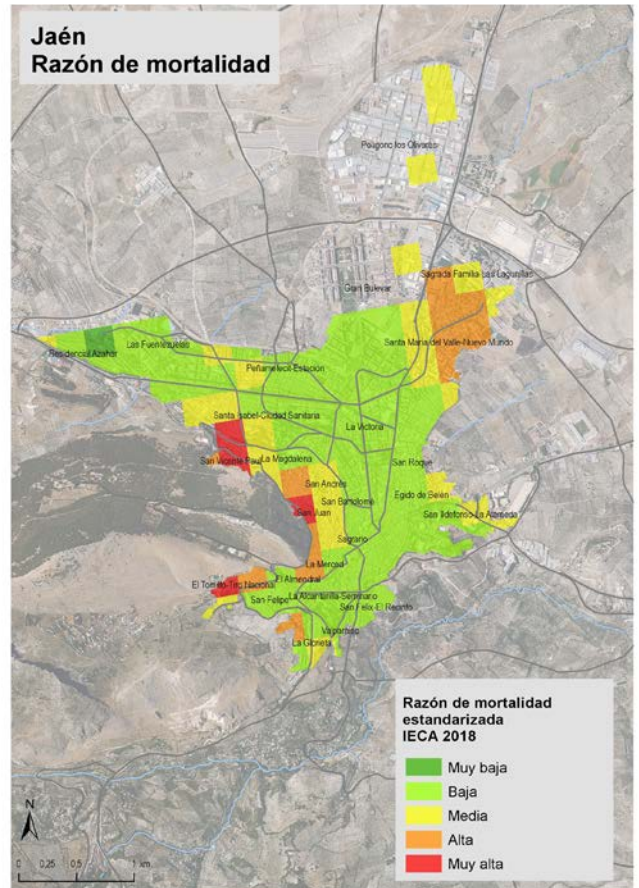 Jaén
Razón de mortalidad
Polígono los Olivares
Sagrada Familia-Las Lagunillas
Gran Bulevar
Santa María del Valle-Nuevo Mundo
Las Fuentezuelas
Residencial Azahar
Peñamefecit-Estación
Santa Isabel-Ciudad Sanitaria
La Victoria
San Vicente Paul
La Magdalena
San Roque
San Andrés
Egido de Belén
San Bartolomé
San Juan
San Ildefonso-La Alameda
Sagrario
La Merced
El Tomillo-Tiro Nacional
El Almendral
La Alcantarilla-Seminario
San Felipe
San Felix-El Recinto
Valparaiso
La Glorieta
Razón de mortalidad
estandarizada
IECA 2018
Muy baja
Baja
Media
Alta
Muy alta
N
0 0,25 0,5 1 km